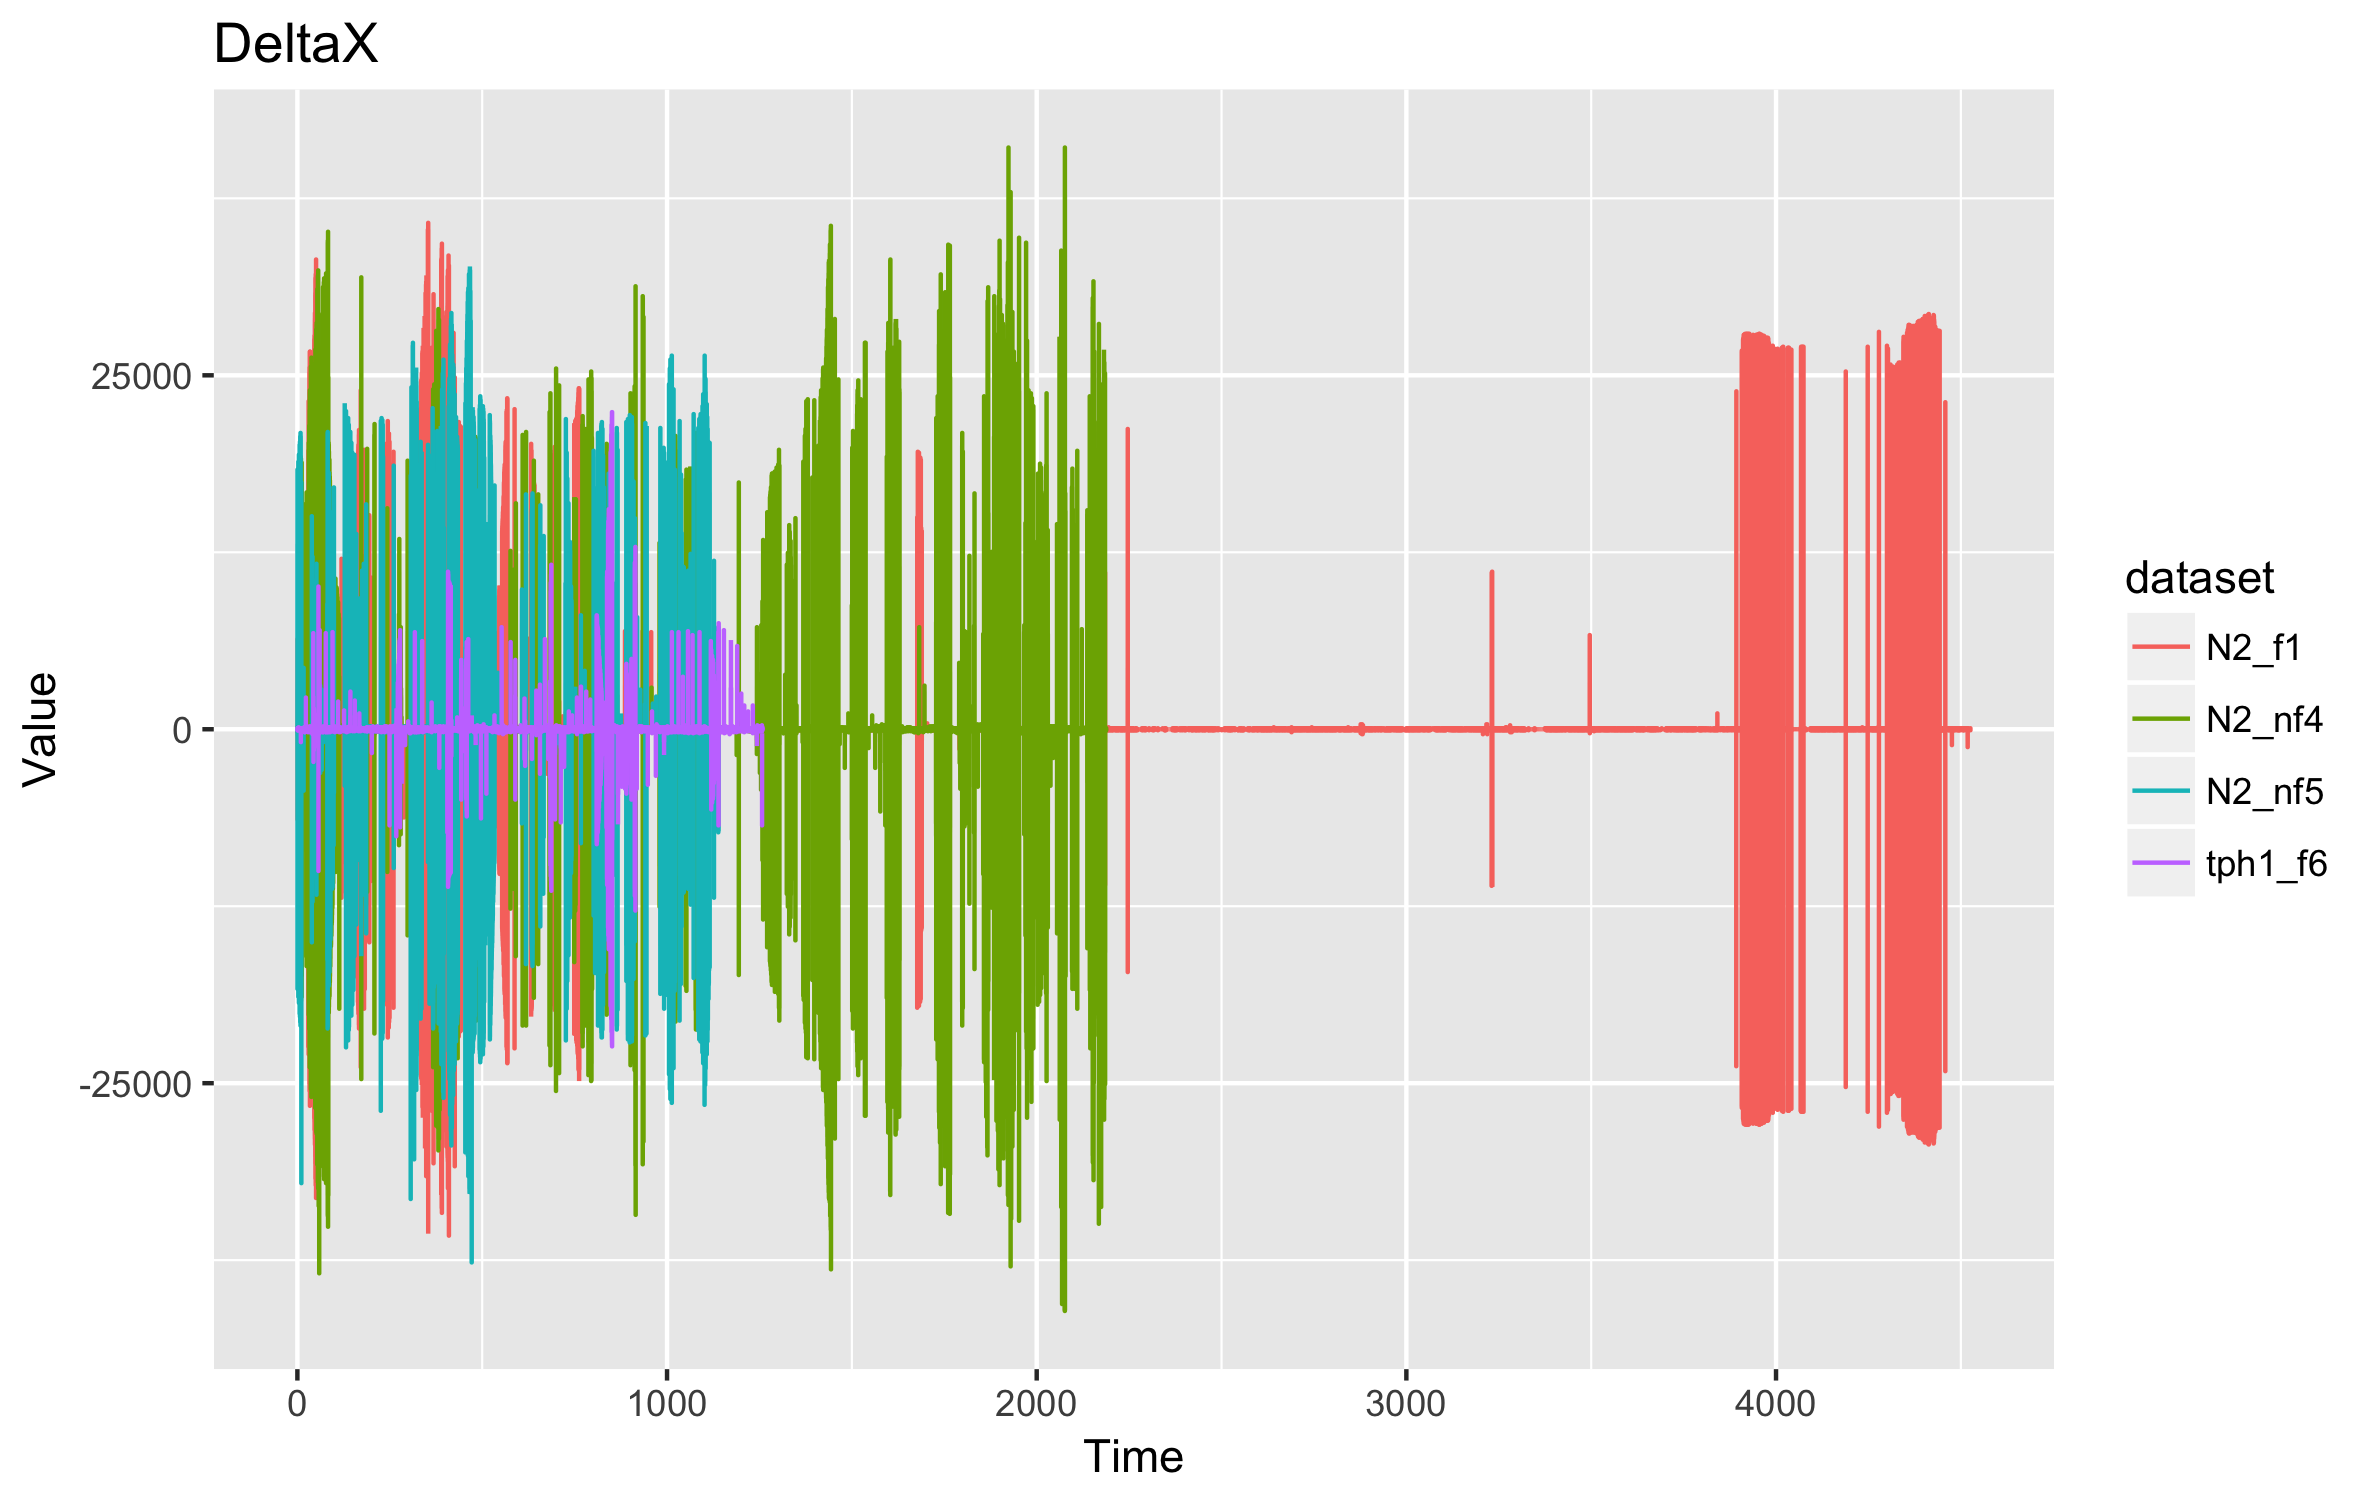 DeltaX
25000
0
-25000
Value
0
1000
2000
3000
4000
Time
dataset
N2_f1
N2_nf4
N2_nf5
tph1_f6